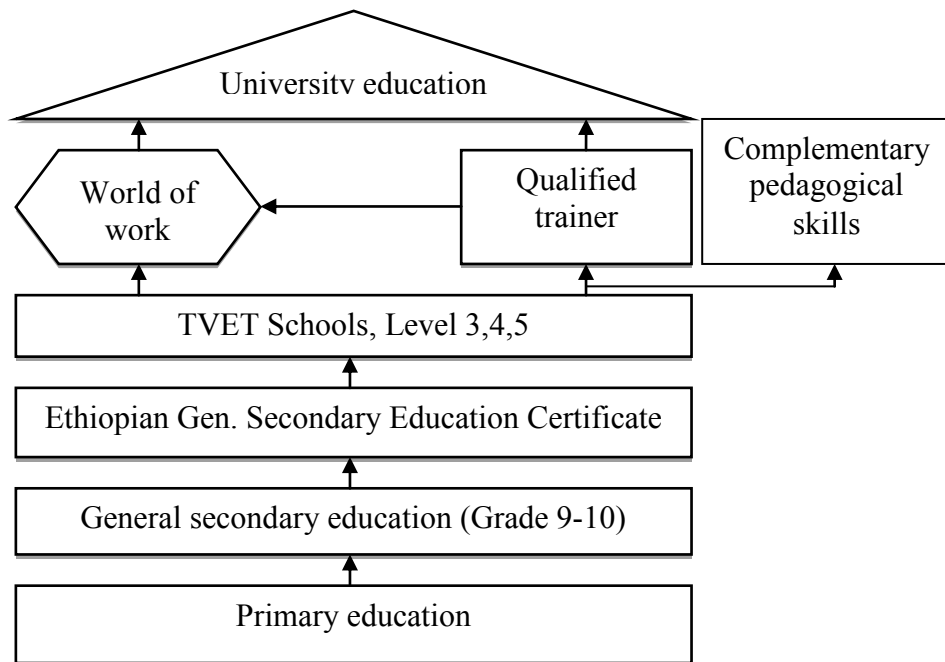 University education
World of
work
Qualified
trainer
Complementary
pedagogical
skills
TVET Schools, Level 3,4,5
Ethiopian Gen. Secondary Education Certificate
General secondary education (Grade 9-10)
Primary education